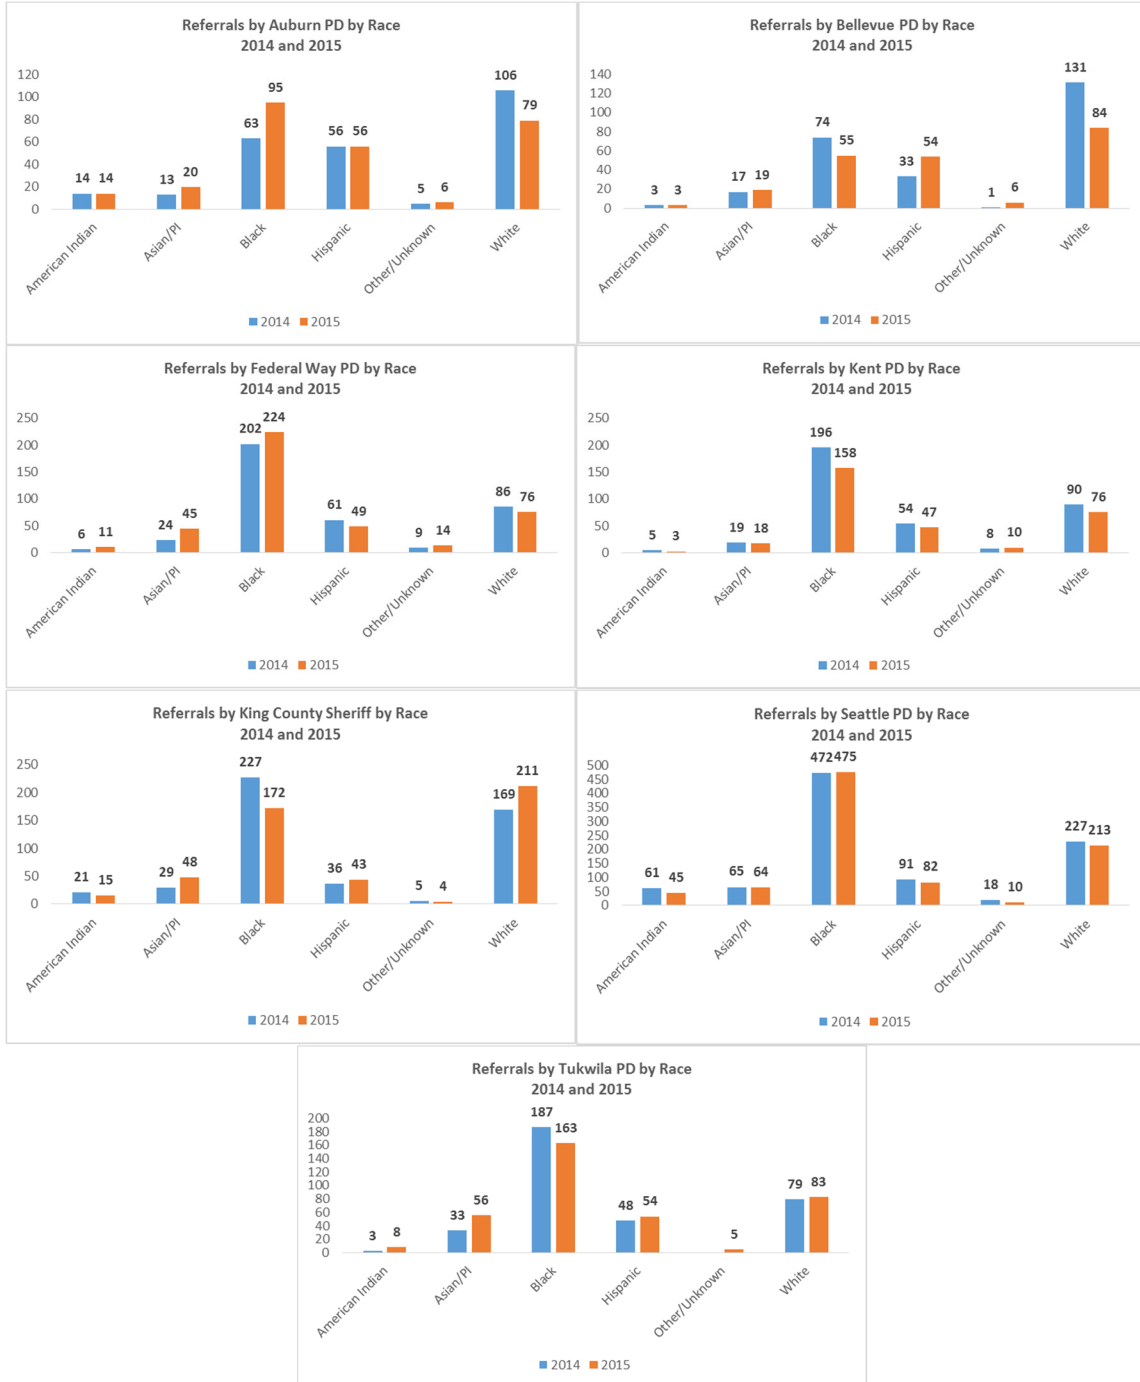 Referrals by Auburn PD by Race
2014 and 2015
120
100
80
60
40
20
0
14 14
13 20
63 95
56 56
5 6
106 79
American Indian
Asian/PI
Black
Hispanic
Other/Unknown
White
2014 2015
Referrals by Bellevue PD by Race
2014 and 2015
140
120
100
80
60
40
20
0
3 3
17 19
74 55
33 54
1 6
131 84
American Indian
Asian/PI
Black
Hispanic
Other/Unknown
White
2014 2015
Referrals by Federal Way PD by Race
2014 and 2015
250
200
150
100
50
0
6 11
24 45
202 224
61 49
9 14
86 76
American Indian
Asian/PI
Black
Hispanic
Other/Unknown
White
2014 2015
Referrals by Kent PD by Race
2014 and 2015
250
200
150
100
50
0
5 3
19 18
196 158
54 47
8 10
90 76
American Indian
Asian/PI
Black
Hispanic
Other/Unknown
White
2014 2015
Referrals by King County Sheriff by Race
2014 and 2015
250
200
150
100
50
0
21 15
29 48
227 172
36 43
5 4
169 211
American Indian
Asian/PI
Black
Hispanic
Other/Unknown
White
2014 2015
Referrals by Seattle PD by Race
2014 and 2015
500
450
400
350
300
250
200
150
100
50
0
61 45
65 64
472 475
91 82
18 10
227 213
American Indian
Asian/PI
Black
Hispanic
Other/Unknown
White
2014 2015
Referrals by Tukwila PD by Race
2014 and 2015
200
180
160
140
120
100
80
60
40
20
0
3 8
33 56
187 163
48 54
5
79 83
American Indian
Asian/PI
Black
Hispanic
Other/Unknown
White
2014 2015